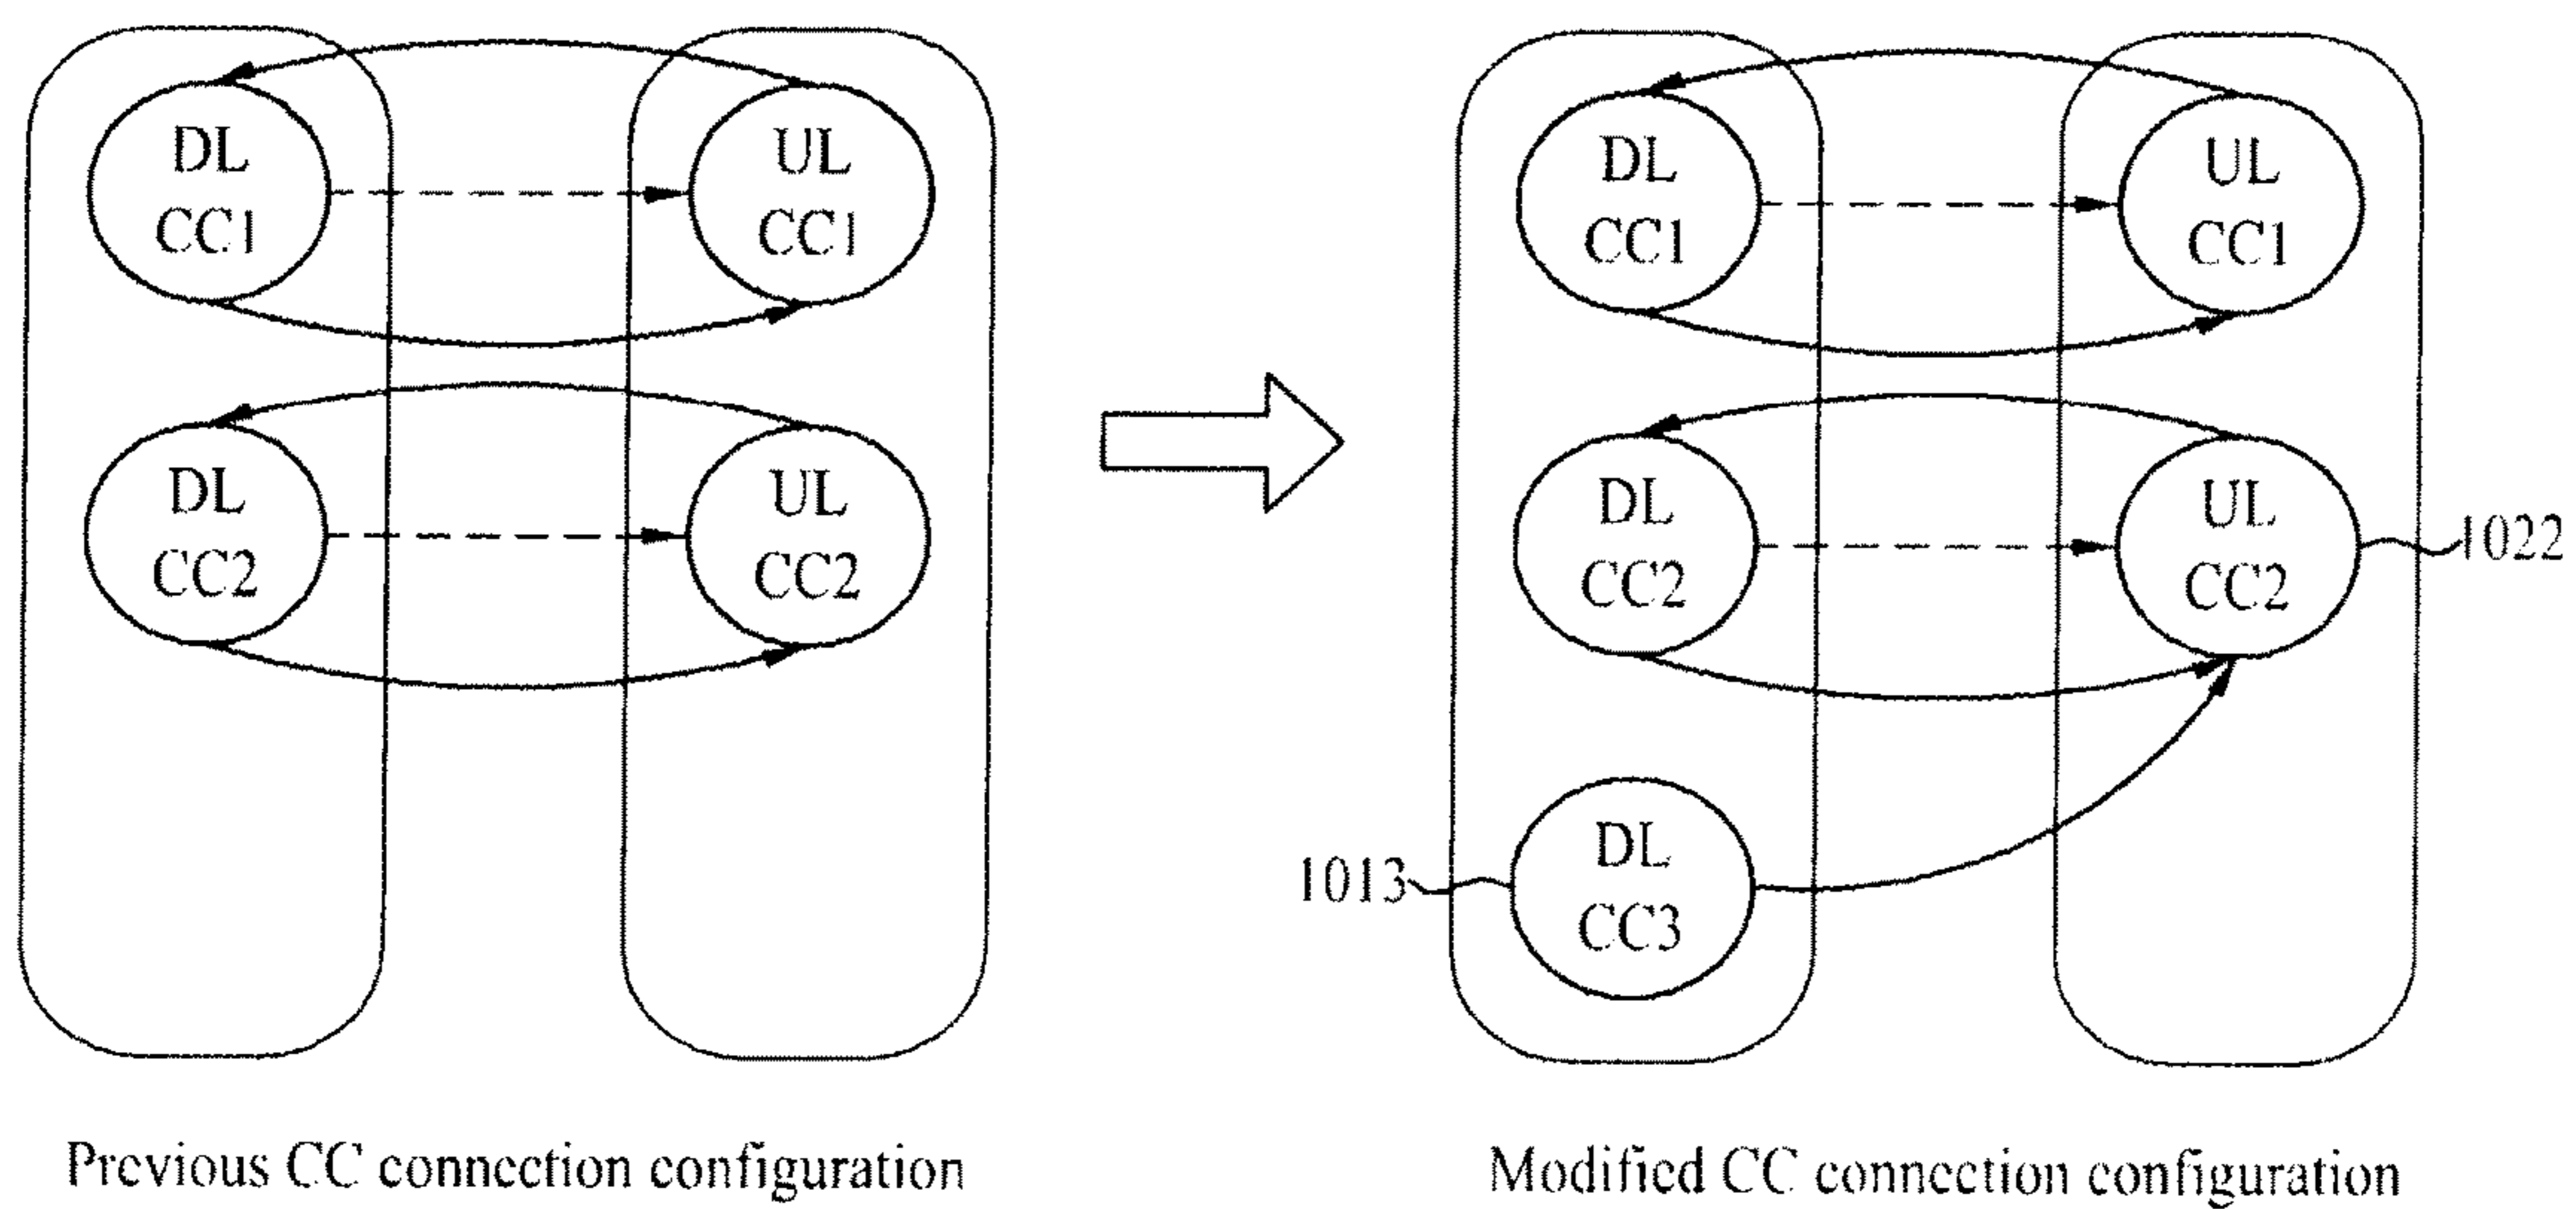 DL
CC1
UL
CC1
DL
CC2
UL
CC2
Previous CC connection configuration
DL
CC1
UL
CC1
DL
CC2
UL
CC2
1022
1013
DL
CC3
Modified CC connection configuration